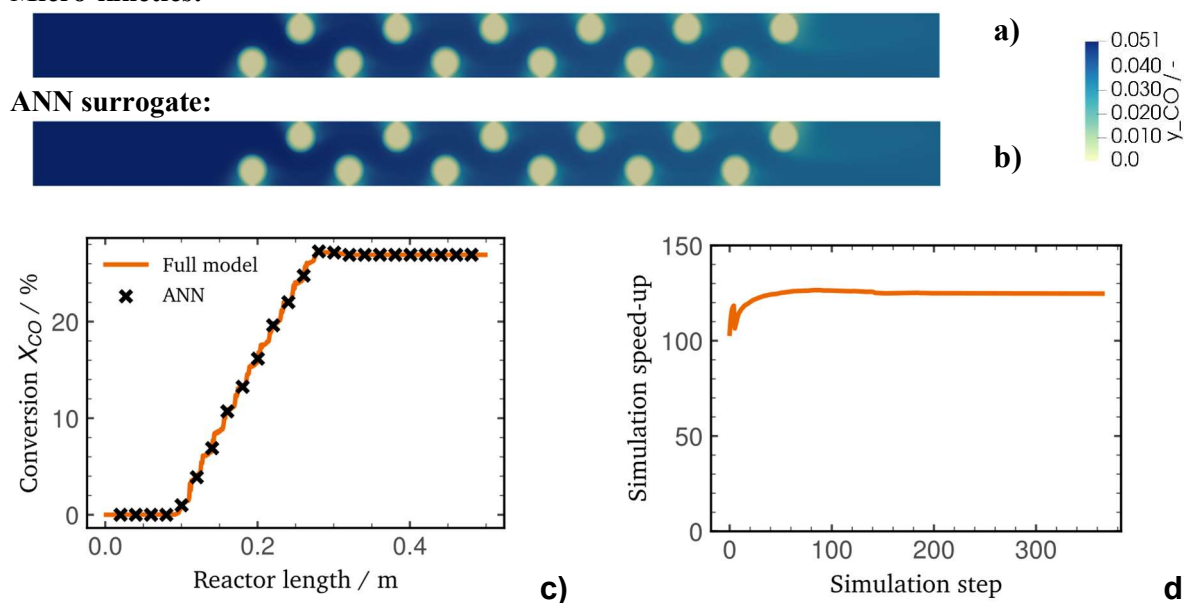 Micro-kinetics:
a)
0.051
0.040
0.030
0.020
0.010
0.0
y_CO / -
ANN surrogate:
b)
Conversion X_CO / %
20
10
0
Full model
ANN
0.0 0.2 0.4
Reactor length / m
c)
Simulation speed-up
150
100
50
0
0 100 200 300
Simulation step
d